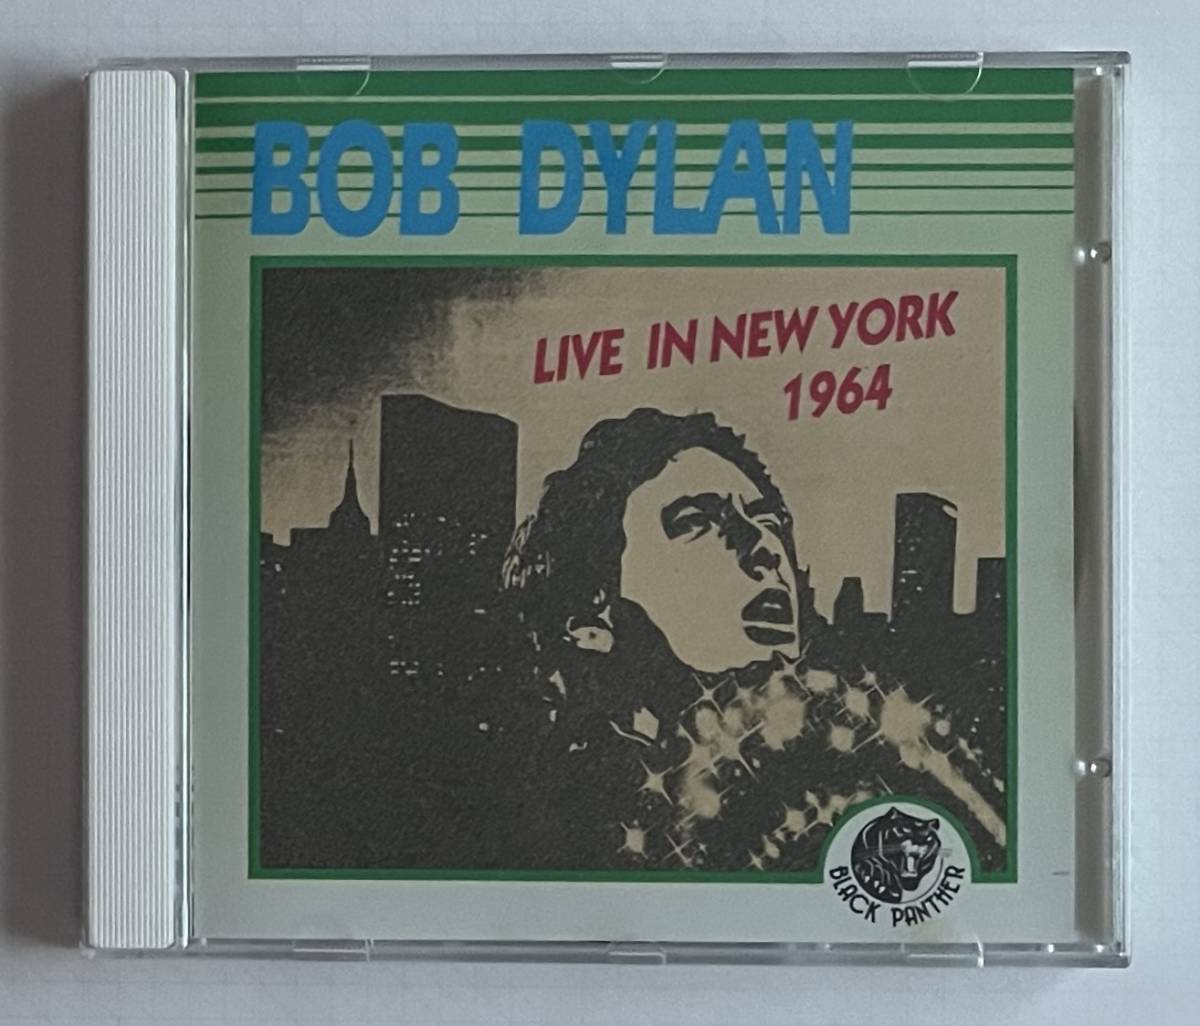 BOB DYLAN
LIVE IN NEW YORK
1964
BLACK PANTHER